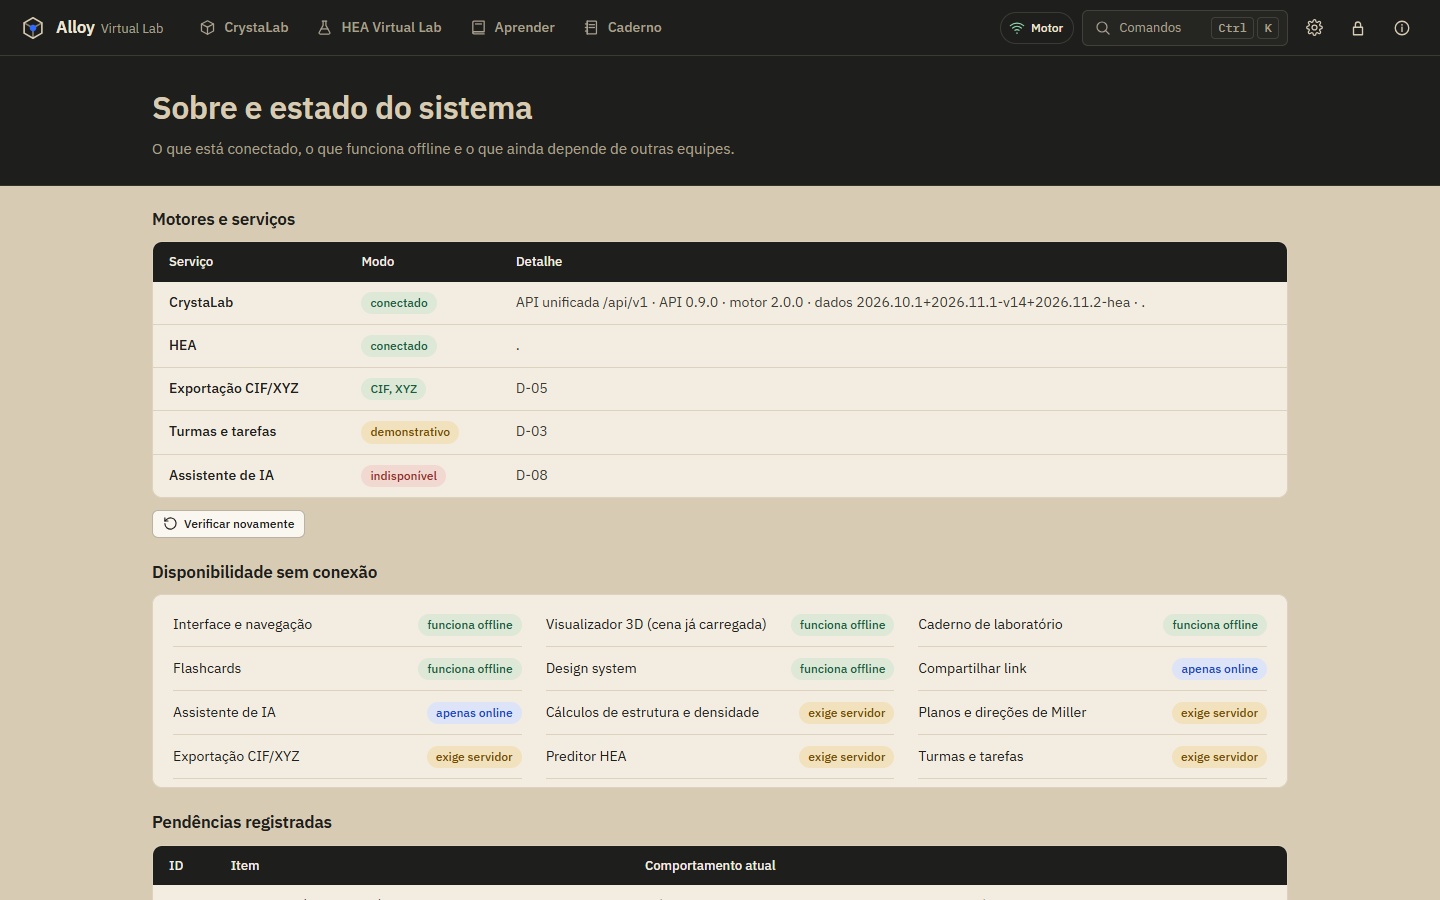 Alloy Virtual Lab CrystaLab HEA Virtual Lab Aprender Caderno Motor Comandos Ctrl K
Sobre e estado do sistema
O que está conectado, o que funciona offline e o que ainda depende de outras equipes.
Motores e serviços
Serviço Modo Detalhe
CrystaLab conectado API unificada /api/v1 · API 0.9.0 · motor 2.0.0 · dados 2026.10.1+2026.11.1-v14+2026.11.2-hea · .
HEA conectado .
Exportação CIF/XYZ CIF, XYZ D-05
Turmas e tarefas demonstrativo D-03
Assistente de IA indisponível D-08
Verificar novamente
Disponibilidade sem conexão
Interface e navegação funciona offline Visualizador 3D (cena já carregada) funciona offline Caderno de laboratório funciona offline
Flashcards funciona offline Design system funciona offline Compartilhar link apenas online
Assistente de IA apenas online Cálculos de estrutura e densidade exige servidor Planos e direções de Miller exige servidor
Exportação CIF/XYZ exige servidor Preditor HEA exige servidor Turmas e tarefas exige servidor
Pendências registradas
ID Item Comportamento atual